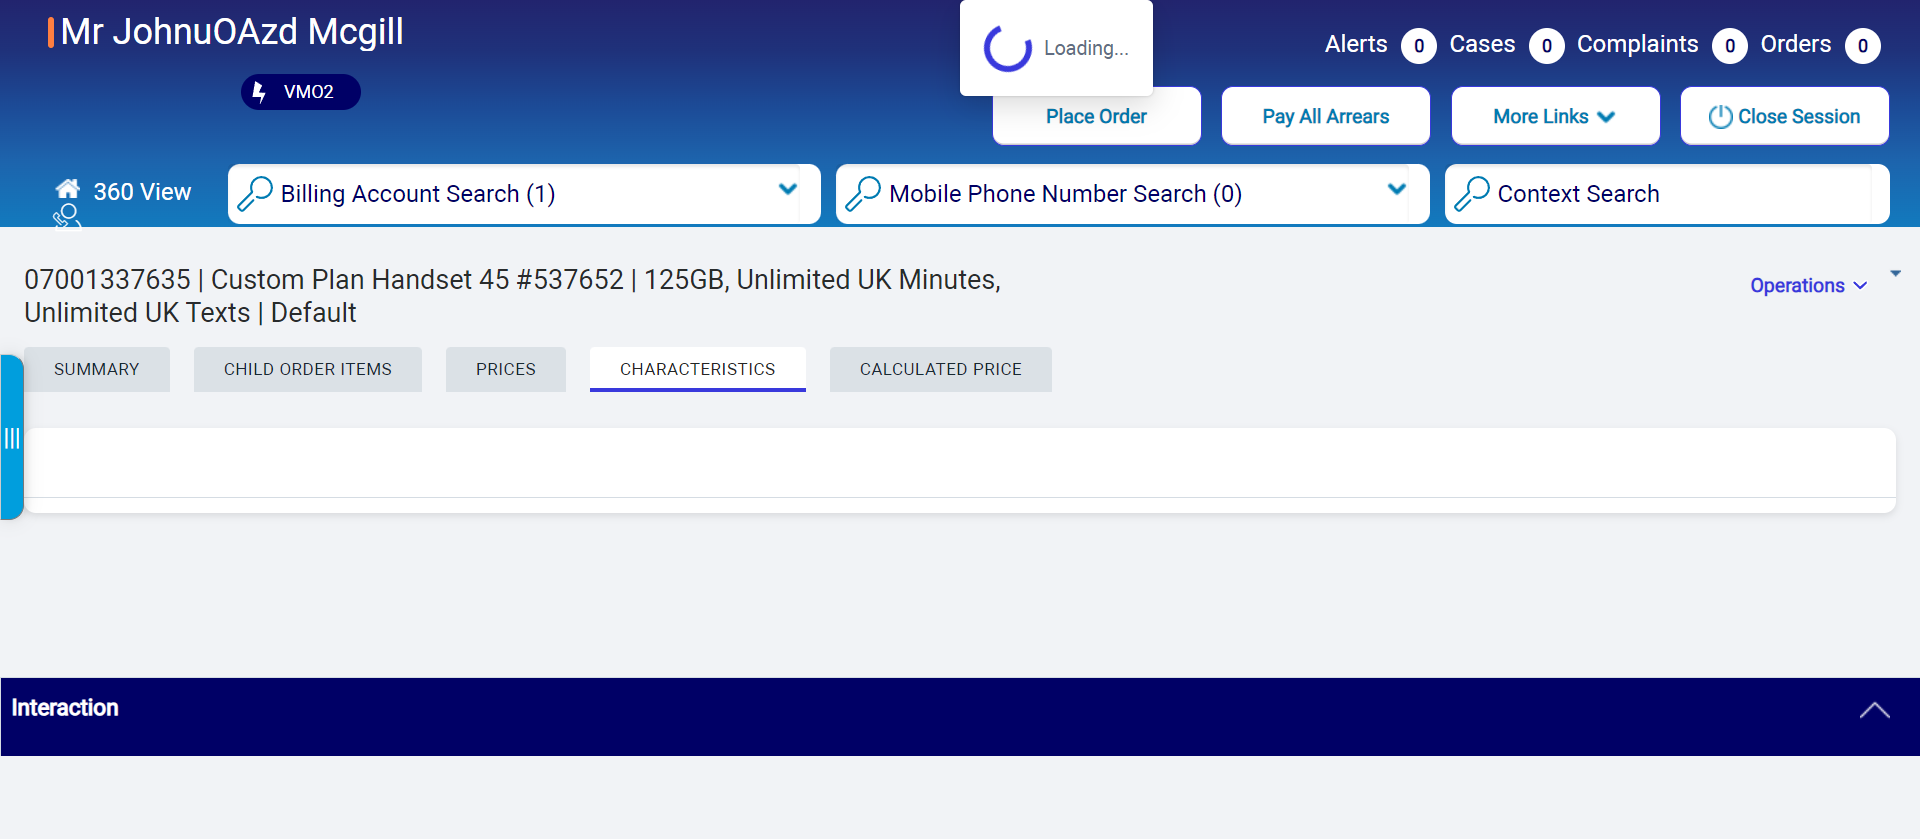 Mr JohnuOAzd Mcgill
Loading...
Alerts 0 Cases 0 Complaints 0 Orders 0
VMO2
Place Order
Pay All Arrears
More Links
Close Session
360 View
Billing Account Search (1)
Mobile Phone Number Search (0)
Context Search
07001337635 | Custom Plan Handset 45 #537652 | 125GB, Unlimited UK Minutes,
Unlimited UK Texts | Default
Operations
SUMMARY
CHILD ORDER ITEMS
PRICES
CHARACTERISTICS
CALCULATED PRICE
Interaction